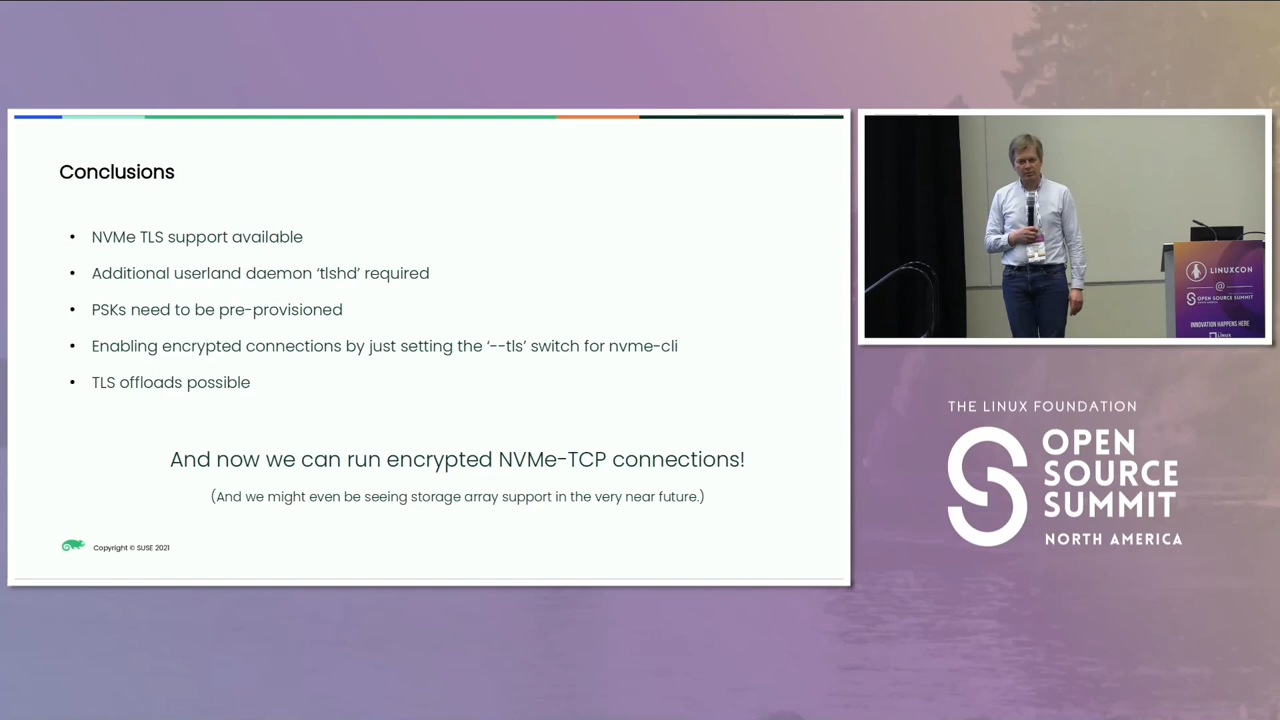 Conclusions
• NVMe TLS support available
• Additional userland daemon ‘tlshd’ required
• PSKs need to be pre-provisioned
• Enabling encrypted connections by just setting the ‘--tls’ switch for nvme-cli
• TLS offloads possible
And now we can run encrypted NVMe-TCP connections!
(And we might even be seeing storage array support in the very near future.)
Copyright © SUSE 2021
LINUXCON
@
OPEN SOURCE SUMMIT
INNOVATION HAPPENS HERE
THE LINUX FOUNDATION
OPEN
SOURCE
SUMMIT
NORTH AMERICA